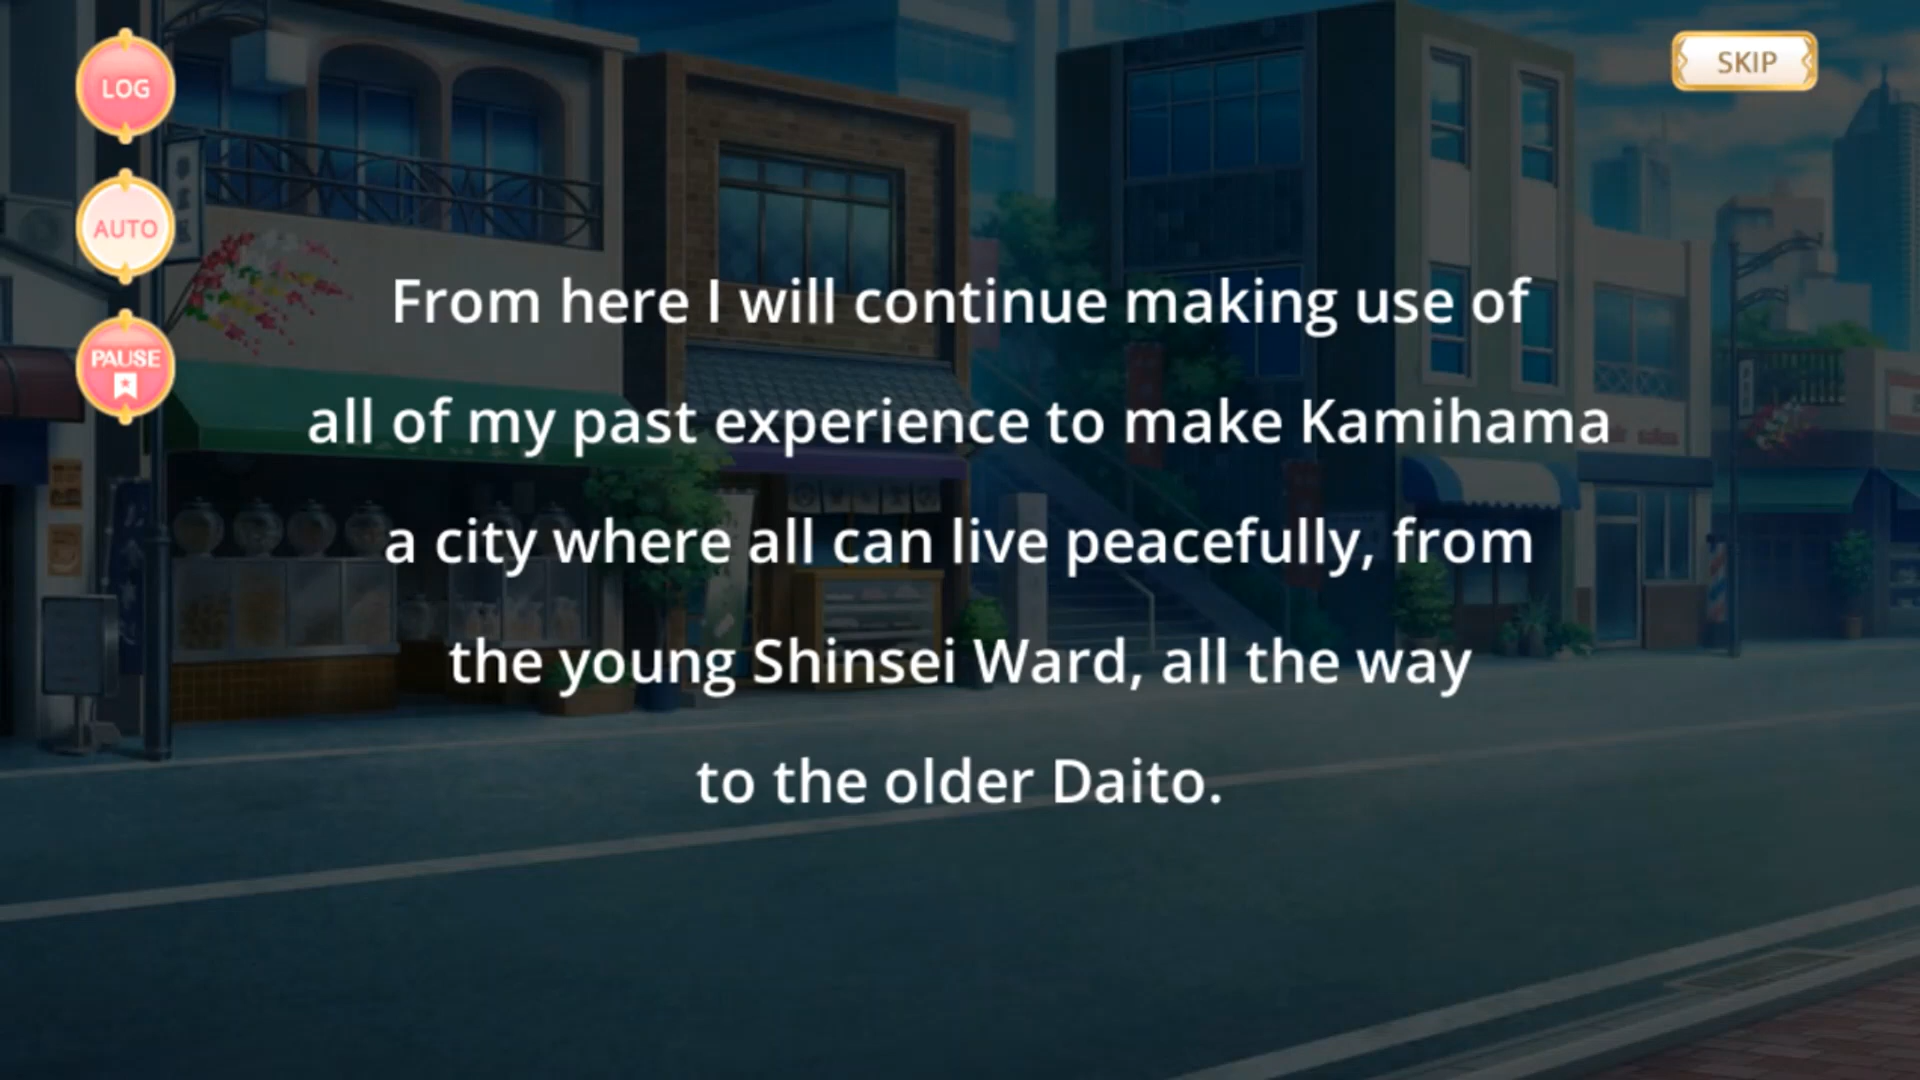 LOG
SKIP
AUTO
PAUSE
From here I will continue making use of
all of my past experience to make Kamihama
a city where all can live peacefully, from
the young Shinsei Ward, all the way
to the older Daito.